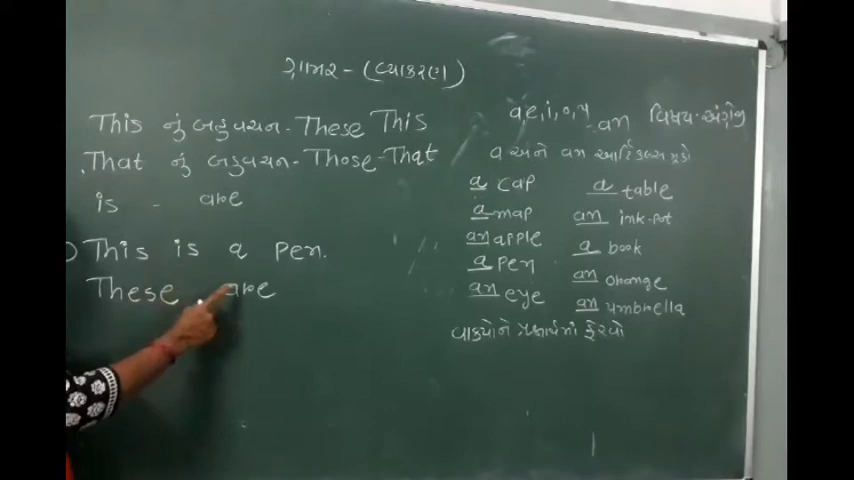 ગ્રામર - (વ્યાકરણ)
This નું બહુવચન - These This
That નું બહુવચન - Those - That
is - are
This is a pen.
These are
a e, i, o, u - an વિષય - અંગ્રેજી
a અને an આર્ટિકલ્સ મૂકો
a cap a table
a map an ink-pot
an apple a book
a pen an orange
an eye an umbrella
વાક્યોને પ્રશ્નાર્થમાં ફેરવો